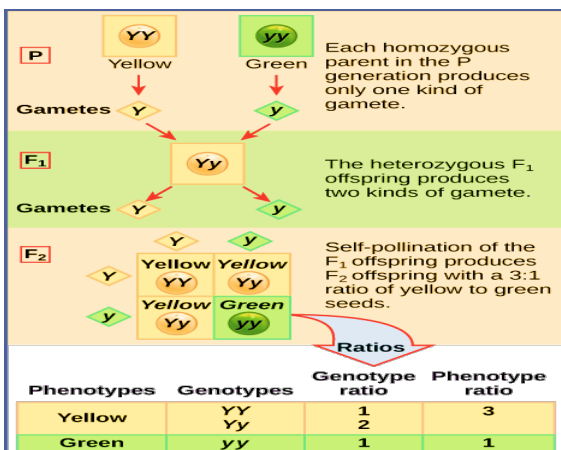 YY
yy
P
Yellow
Green
Each homozygous
parent in the P
generation produces
only one kind of
gamete.
Gametes
Y
y
F₁
Yy
The heterozygous F₁
offspring produces
two kinds of gamete.
Gametes
Y
y
F₂
Y
y
Self-pollination of the
F₁ offspring produces
F₂ offspring with a 3:1
ratio of yellow to green
seeds.
Y
Yellow
Yellow
YY
Yy
y
Yellow
Green
Yy
yy
Ratios
Phenotypes Genotypes Genotype ratio Phenotype ratio
Yellow YY 1 3
Yy 2
Green yy 1 1